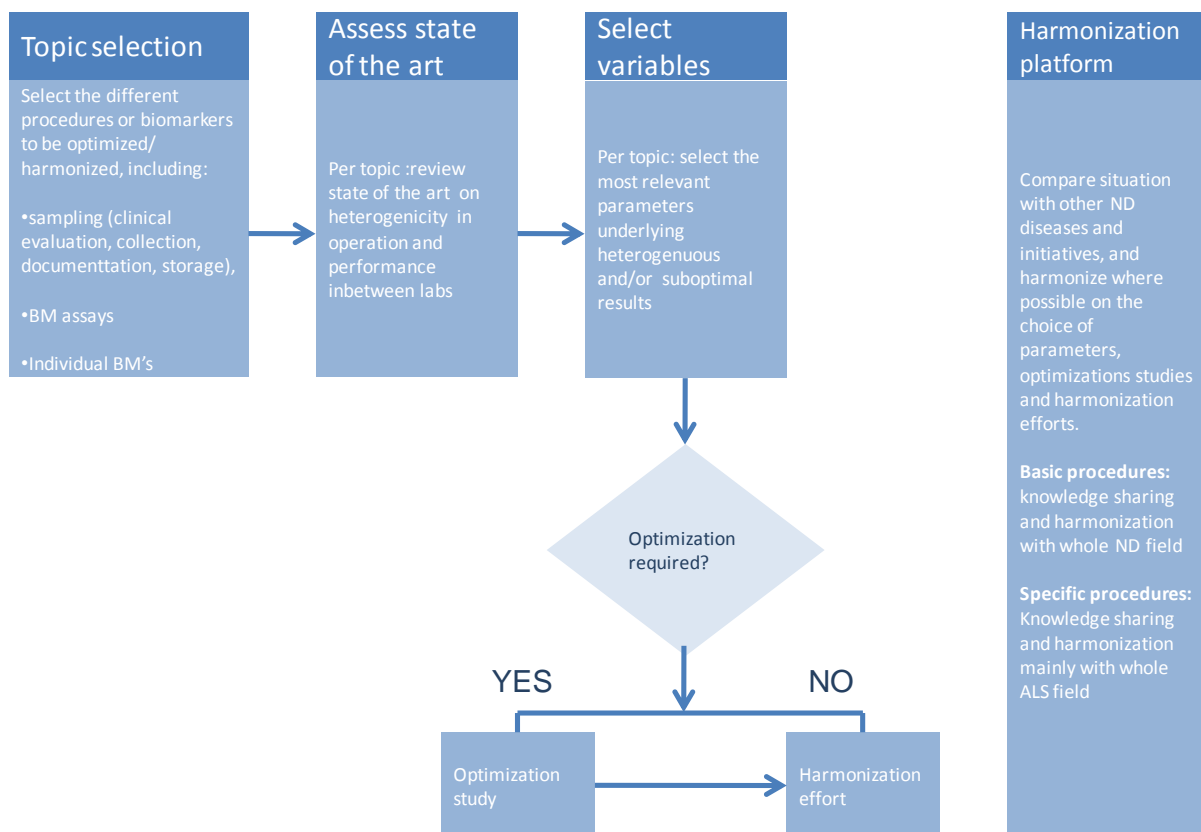 Topic selection
Select the different
procedures or biomarkers
to be optimized/
harmonized, including:
•sampling (clinical
evaluation, collection,
documenttation, storage),
•BM assays
•Individual BM's
Assess state
of the art
Per topic :review
state of the art on
heterogenicity in
operation and
performance
inbetween labs
Select
variables
Per topic: select the
most relevant
parameters
underlying
heterogenuous
and/or suboptimal
results
Optimization
required?
YES
NO
Optimization
study
Harmonization
effort
Harmonization
platform
Compare situation
with other ND
diseases and
initiatives, and
harmonize where
possible on the
choice of
parameters,
optimizations studies
and harmonization
efforts.
Basic procedures:
knowledge sharing
and harmonization
with whole ND field
Specific procedures:
Knowledge sharing
and harmonization
mainly with whole
ALS field